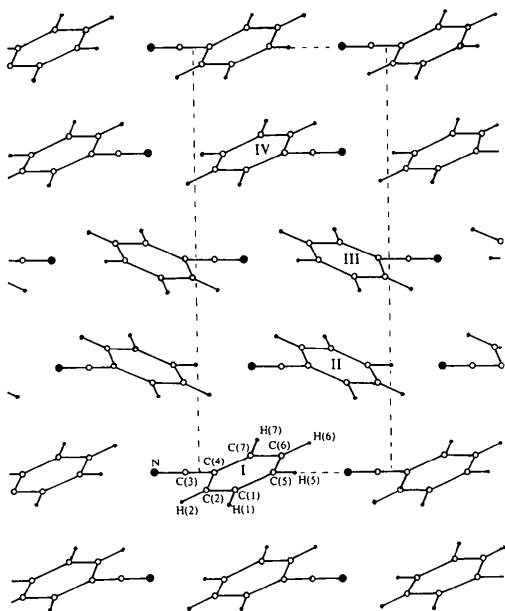 IV
III
II
H(7)
C(7) C(6) H(6)
N C(4) I
C(3) C(5) H(5)
C(2) C(1)
H(2) H(1)